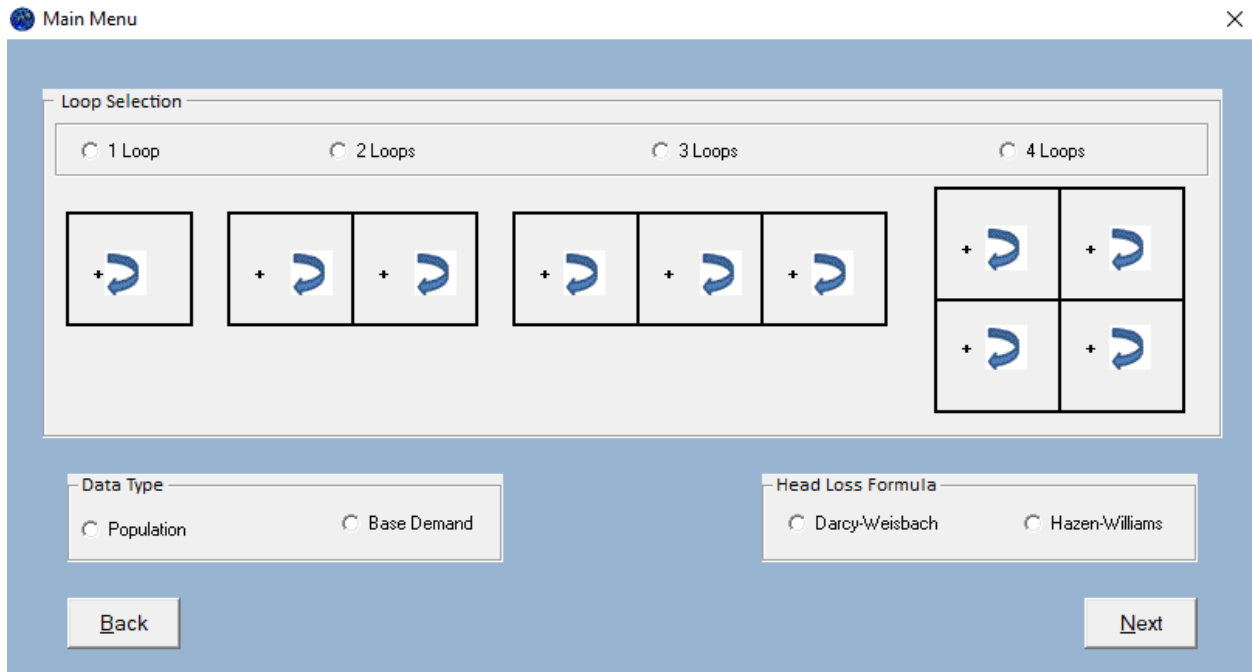 Main Menu
Loop Selection
1 Loop 2 Loops 3 Loops 4 Loops
+ +
+ + + + + +
+ +
Data Type Head Loss Formula
Population Base Demand Darcy-Weisbach Hazen-Williams
Back Next